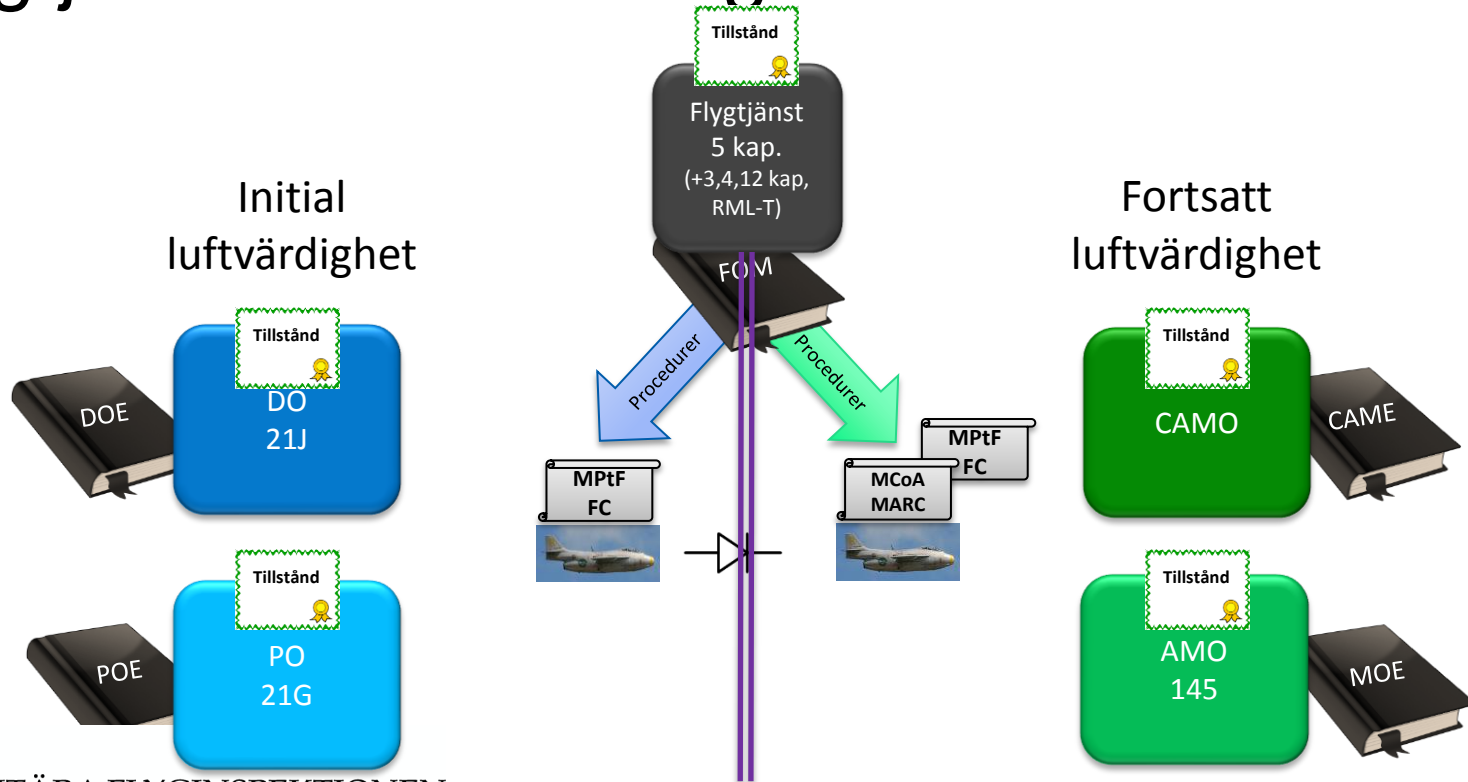 Tillstånd
Flygtjänst
5 kap.
(+3,4,12 kap,
RML-T)
FOM
Initial
luftvärdighet
Fortsatt
luftvärdighet
Procedurer
Procedurer
Tillstånd
DO
21J
DOE
MPtF
FC
MPtF
FC
MCoA
MARC
Tillstånd
CAMO
CAME
Tillstånd
PO
21G
POE
Tillstånd
AMO
145
MOE